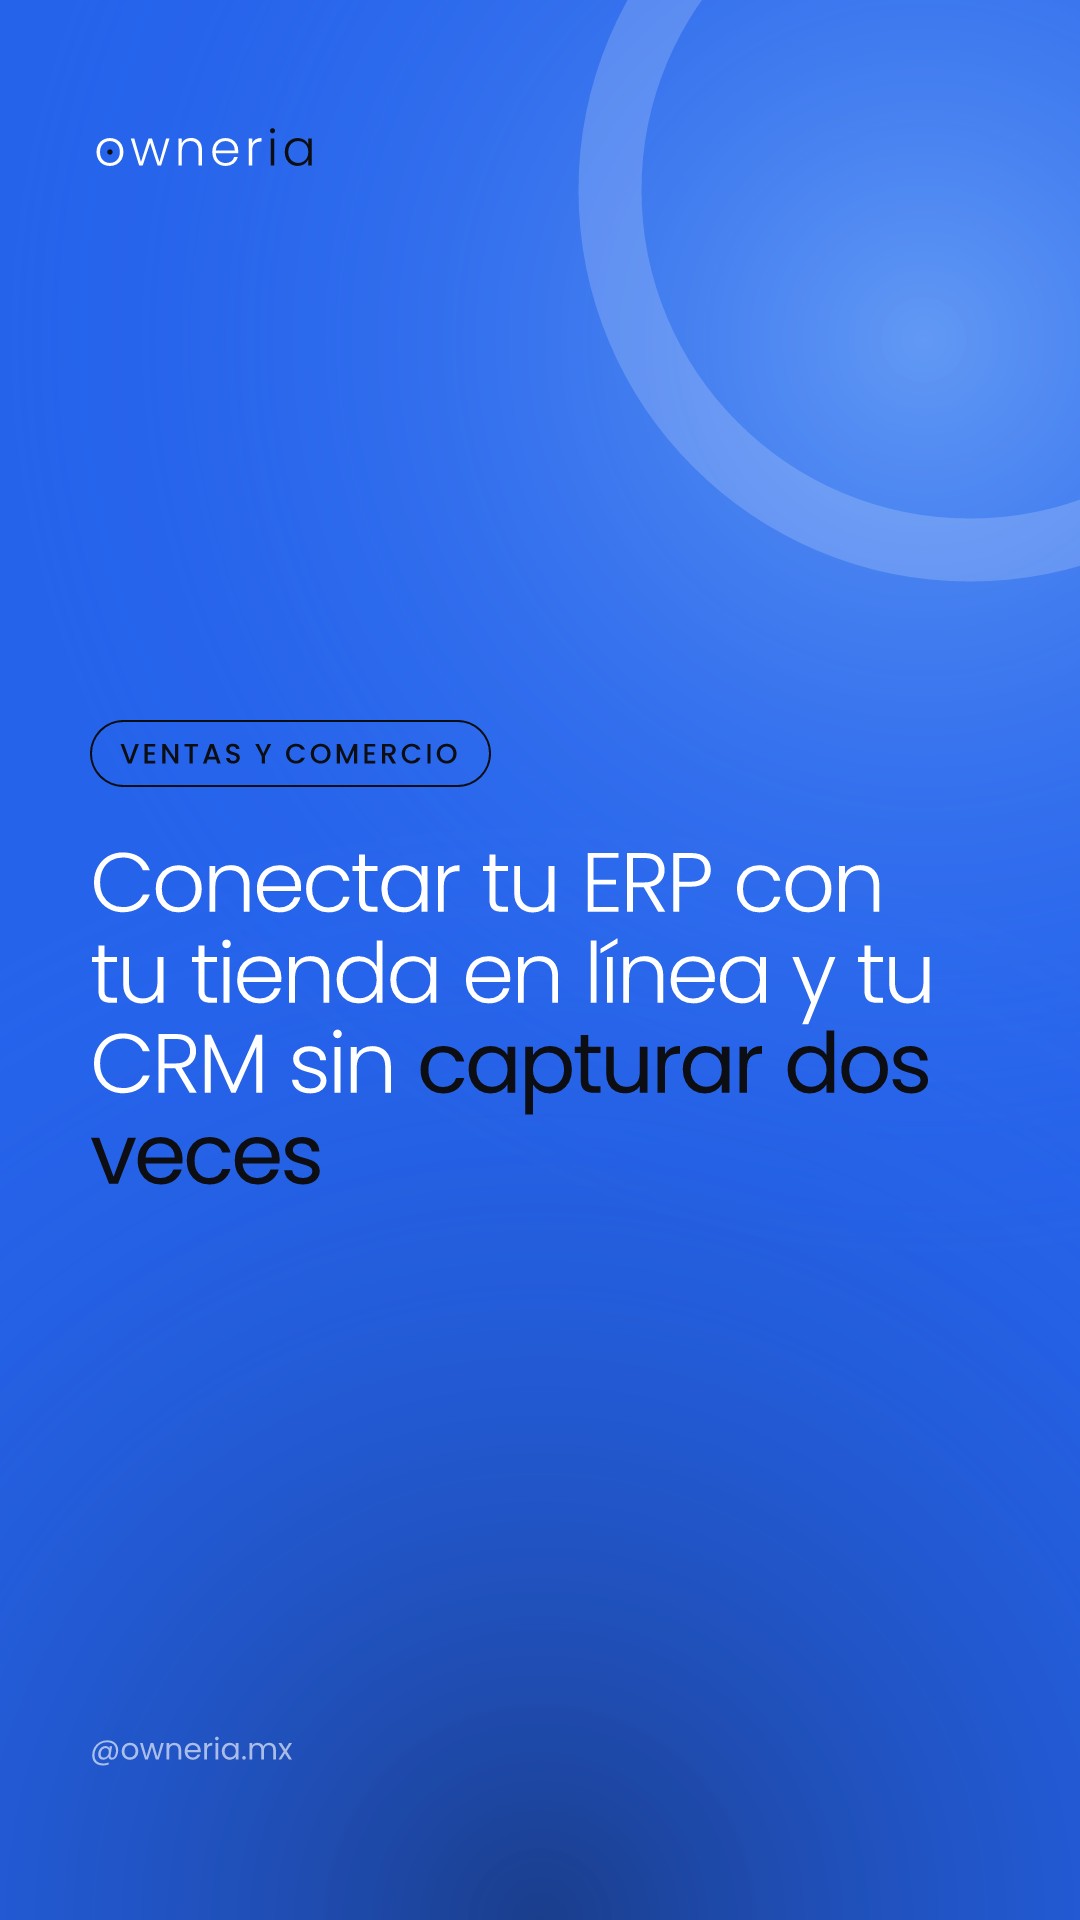 owneria
VENTAS Y COMERCIO
Conectar tu ERP con
tu tienda en línea y tu
CRM sin capturar dos
veces
@owneria.mx